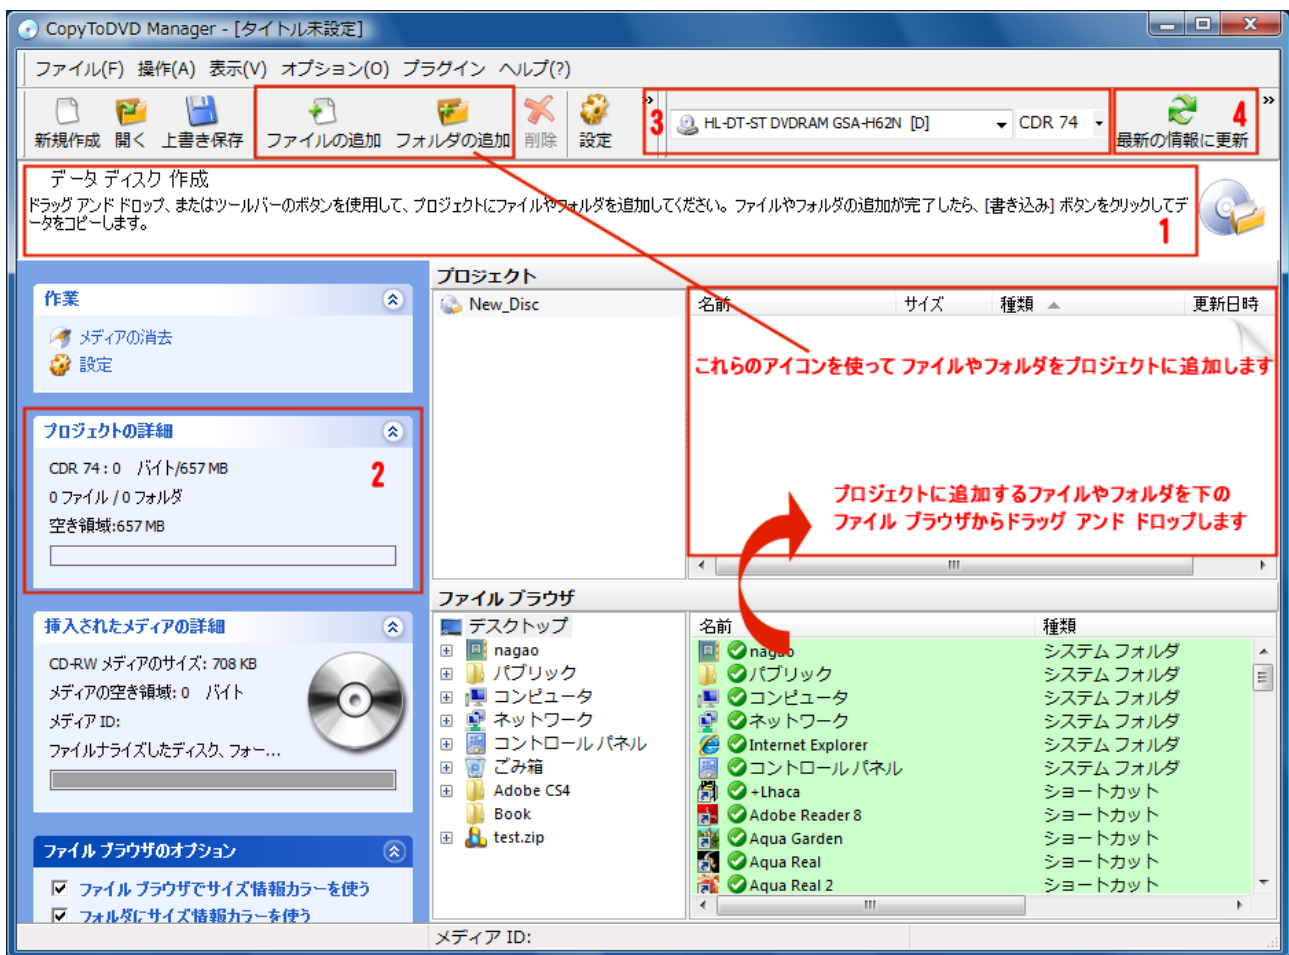 CopyToDVD Manager - [タイトル未設定]
ファイル(F) 操作(A) 表示(V) オプション(O) プラグイン ヘルプ(?)
新規作成 開く 上書き保存 ファイルの追加 フォルダの追加 削除 設定 » 3 HL-DT-ST DVDRAM GSA-H62N [D] CDR 74 最新の情報に更新 4 »
データ ディスク 作成
ドラッグ アンド ドロップ、またはツールバーのボタンを使用して、プロジェクトにファイルやフォルダを追加してください。ファイルやフォルダの追加が完了したら、[書き込み] ボタンをクリックしてデ
ータをコピーします。
1
作業
メディアの消去
設定
プロジェクトの詳細
CDR 74 : 0 バイト/657 MB
2
0 ファイル / 0 フォルダ
空き領域:657 MB
挿入されたメディアの詳細
CD-RW メディアのサイズ: 708 KB
メディアの空き領域: 0 バイト
メディア ID:
ファイルナライズしたディスク、フォー...
ファイル ブラウザのオプション
ファイル ブラウザでサイズ情報カラーを使う
フォルダにサイズ情報カラーを使う
プロジェクト
New_Disc
名前 サイズ 種類 更新日時
これらのアイコンを使って ファイルやフォルダをプロジェクトに追加します
プロジェクトに追加するファイルやフォルダを下の
ファイル ブラウザからドラッグ アンド ドロップします
ファイル ブラウザ
デスクトップ
nagao
パブリック
コンピュータ
ネットワーク
コントロール パネル
ごみ箱
Adobe CS4
Book
test.zip
名前 種類
nagao システム フォルダ
パブリック システム フォルダ
コンピュータ システム フォルダ
ネットワーク システム フォルダ
Internet Explorer システム フォルダ
コントロール パネル システム フォルダ
+Lhaca ショートカット
Adobe Reader 8 ショートカット
Aqua Garden ショートカット
Aqua Real ショートカット
Aqua Real 2 ショートカット
メディア ID: